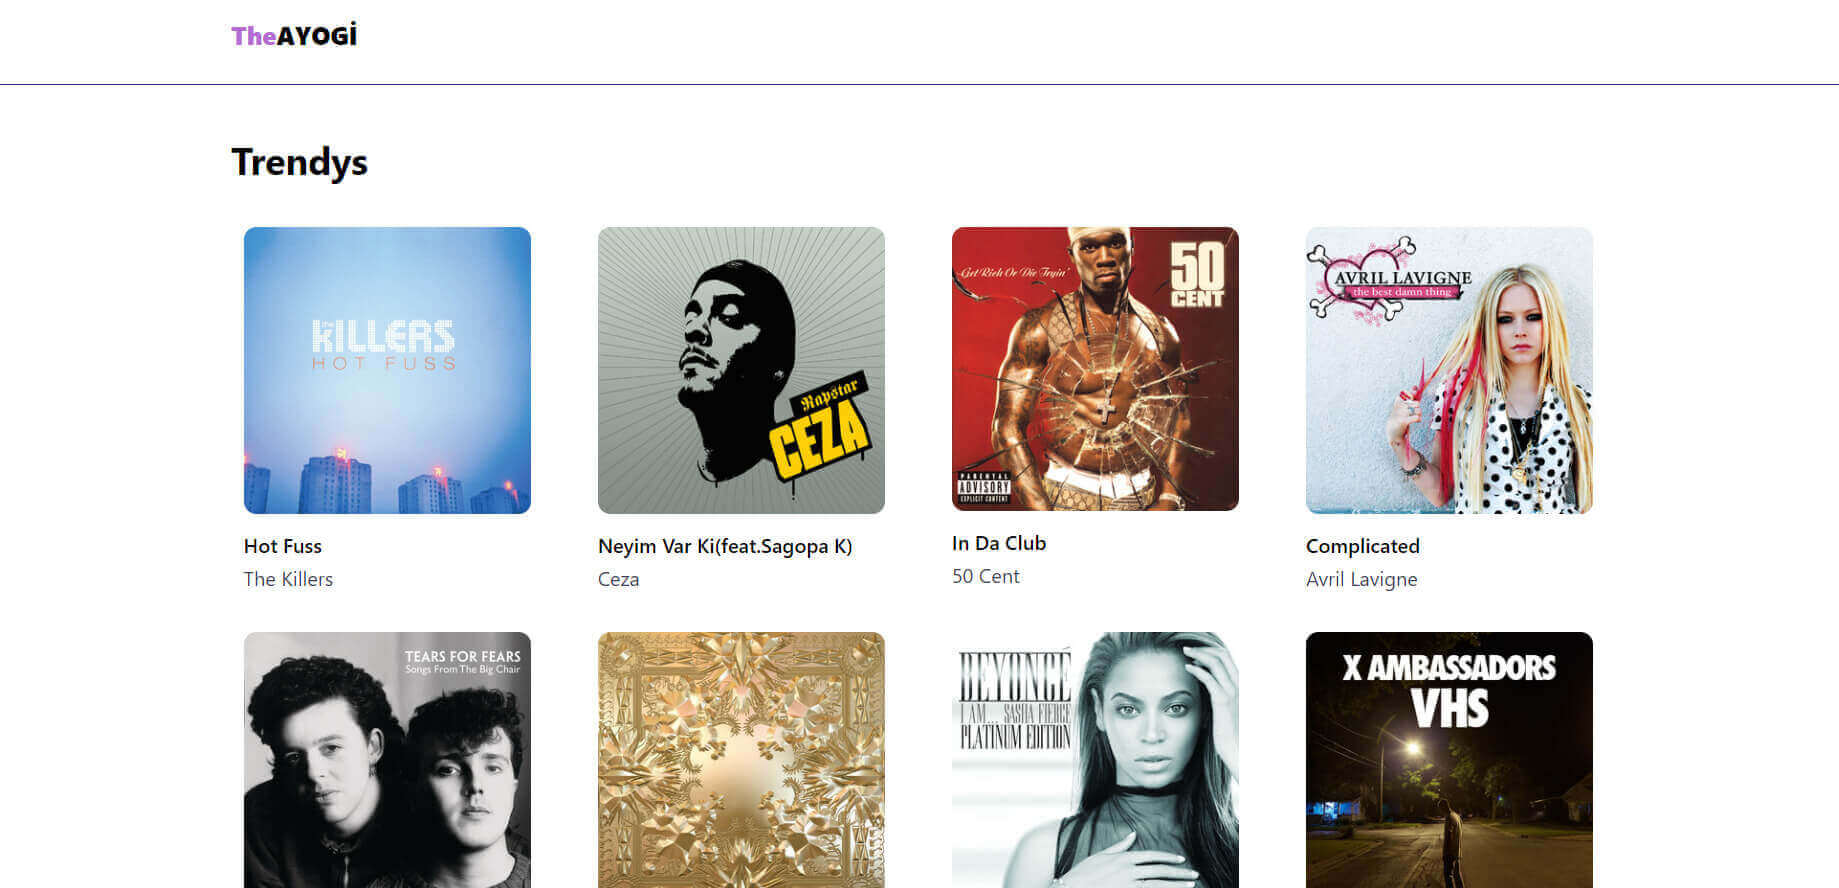 TheAYOGİ
Trendys
the
KILLERS
HOT FUSS
Rapstar
CEZA
Get Rich Or Die Tryin'
50
CENT
PARENTAL
ADVISORY
EXPLICIT CONTENT
AVRIL LAVIGNE
the best damn thing
Hot Fuss
The Killers
Neyim Var Ki(feat.Sagopa K)
Ceza
In Da Club
50 Cent
Complicated
Avril Lavigne
TEARS FOR FEARS
Songs From The Big Chair
BEYONCÉ
I AM... SASHA FIERCE
PLATINUM EDITION
X AMBASSADORS
VHS